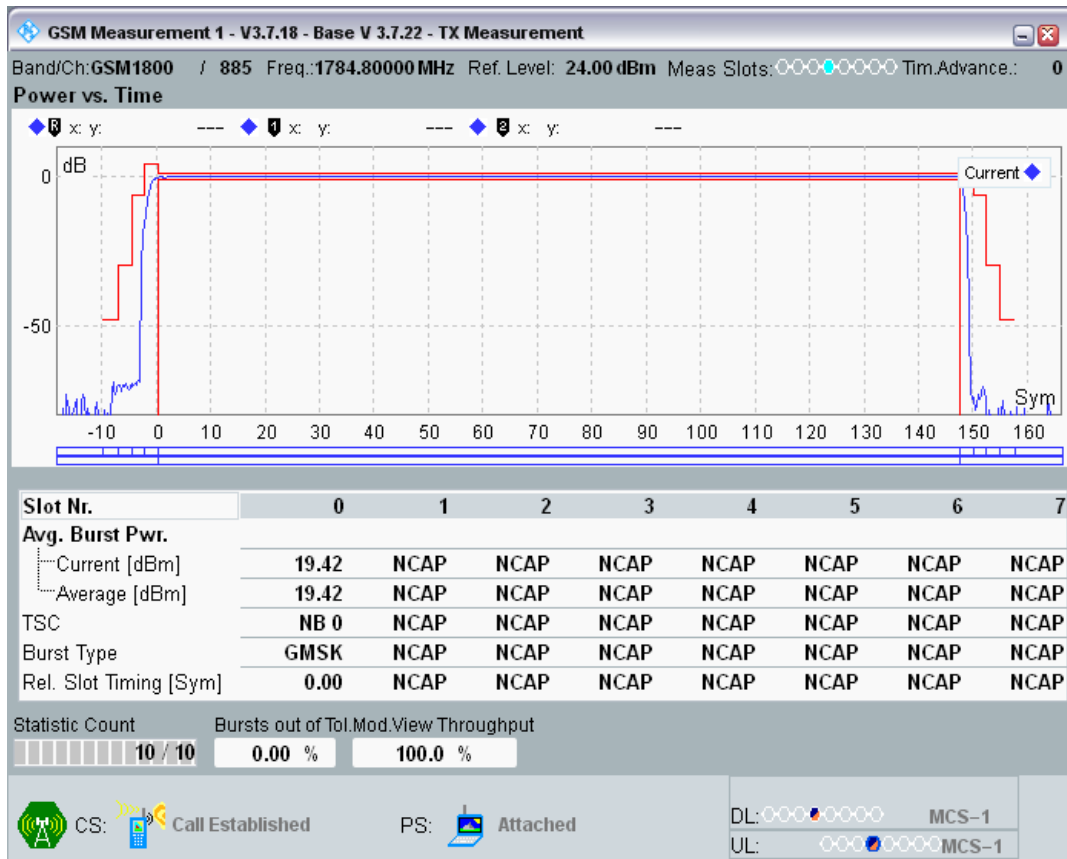 GSM Measurement 1 - V3.7.18 - Base V 3.7.22 - TX Measurement
Band/Ch:GSM1800 / 885 Freq.:1784.80000 MHz Ref. Level: 24.00 dBm Meas Slots: Tim.Advance.: 0
Power vs. Time
R x: y: --- 1 x: y: --- 2 x: y: ---
dB
0
Current
-50
Sym
-10 0 10 20 30 40 50 60 70 80 90 100 110 120 130 140 150 160
Slot Nr. 0 1 2 3 4 5 6 7
Avg. Burst Pwr.
Current [dBm] 19.42 NCAP NCAP NCAP NCAP NCAP NCAP NCAP
Average [dBm] 19.42 NCAP NCAP NCAP NCAP NCAP NCAP NCAP
TSC NB 0 NCAP NCAP NCAP NCAP NCAP NCAP NCAP
Burst Type GMSK NCAP NCAP NCAP NCAP NCAP NCAP NCAP
Rel. Slot Timing [Sym] 0.00 NCAP NCAP NCAP NCAP NCAP NCAP NCAP
Statistic Count Bursts out of Tol.Mod.View Throughput
10 / 10 0.00 % 100.0 %
CS: Call Established PS: Attached
DL: MCS-1
UL: MCS-1